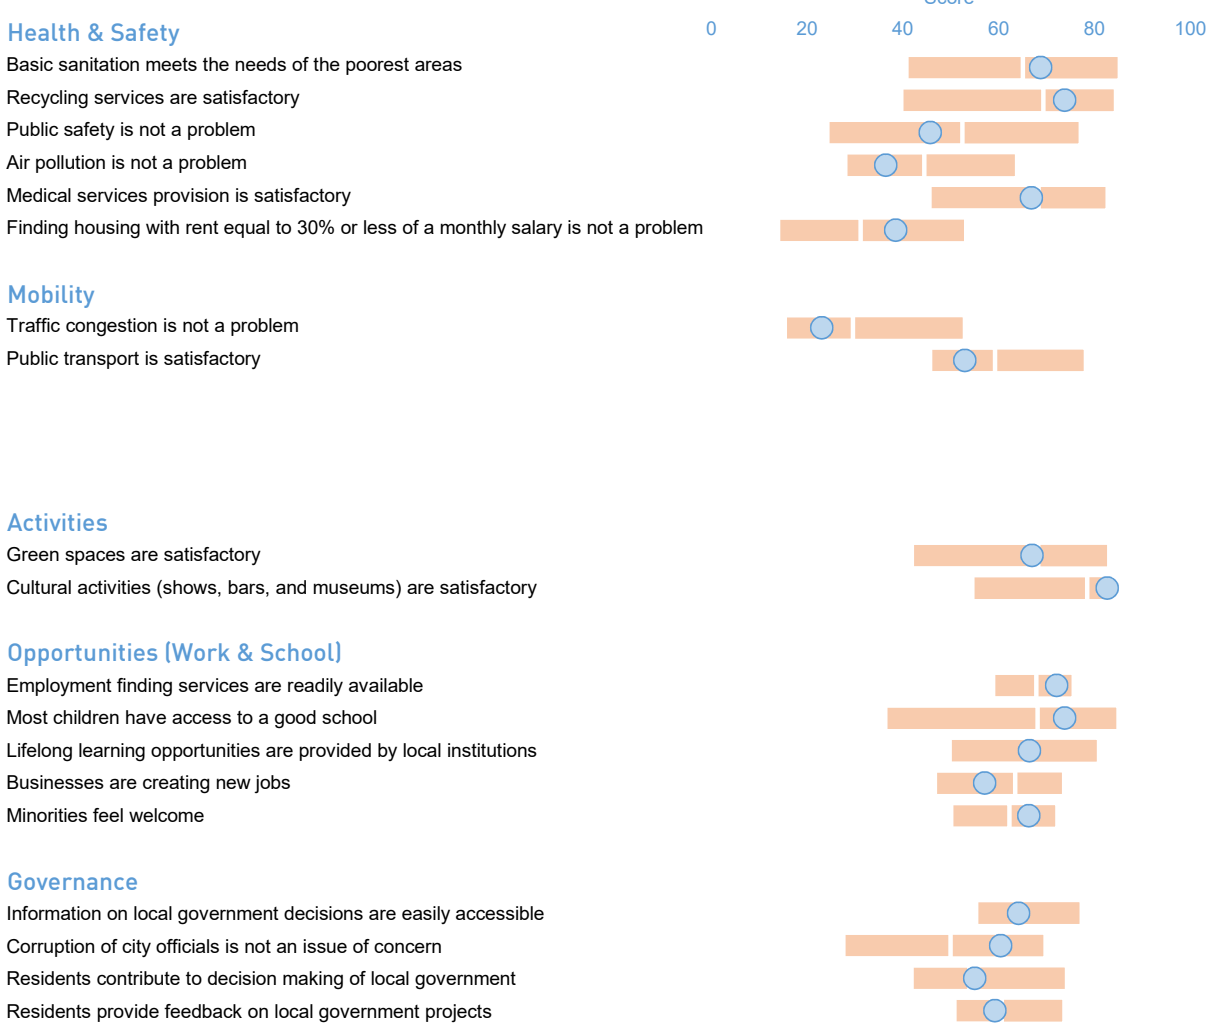 Score
Health & Safety
0 20 40 60 80 100
Basic sanitation meets the needs of the poorest areas
Recycling services are satisfactory
Public safety is not a problem
Air pollution is not a problem
Medical services provision is satisfactory
Finding housing with rent equal to 30% or less of a monthly salary is not a problem
Mobility
Traffic congestion is not a problem
Public transport is satisfactory
Activities
Green spaces are satisfactory
Cultural activities (shows, bars, and museums) are satisfactory
Opportunities (Work & School)
Employment finding services are readily available
Most children have access to a good school
Lifelong learning opportunities are provided by local institutions
Businesses are creating new jobs
Minorities feel welcome
Governance
Information on local government decisions are easily accessible
Corruption of city officials is not an issue of concern
Residents contribute to decision making of local government
Residents provide feedback on local government projects